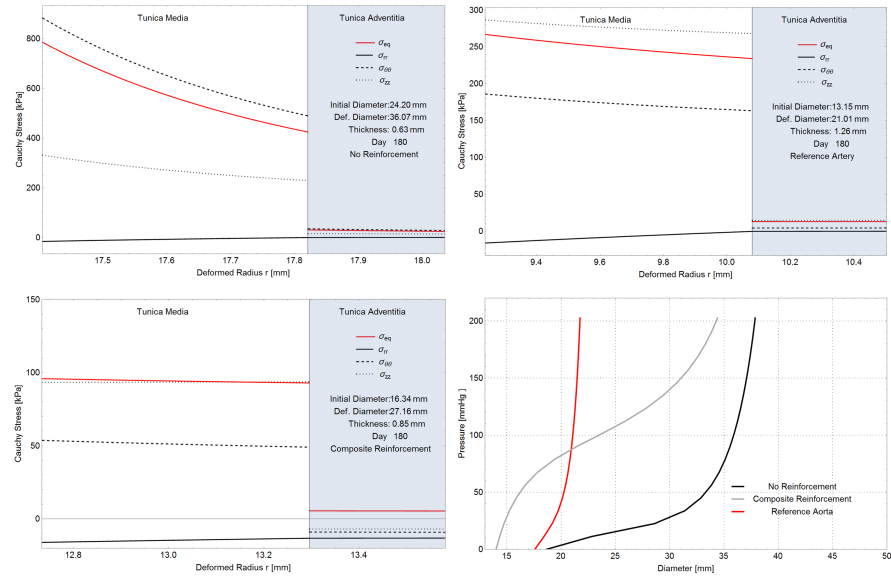 Tunica Media
Tunica Adventitia
σeq
σrr
σθθ
σzz
Initial Diameter:24.20 mm
Def. Diameter:36.07 mm
Thickness: 0.63 mm
Day 180
No Reinforcement
Cauchy Stress [kPa]
800
600
400
200
0
17.5
17.6
17.7
17.8
17.9
18.0
Deformed Radius r [mm]
Tunica Media
Tunica Adventitia
σeq
σrr
σθθ
σzz
Initial Diameter:13.15 mm
Def. Diameter:21.01 mm
Thickness: 1.26 mm
Day 180
Reference Artery
Cauchy Stress [kPa]
300
250
200
150
100
50
0
9.4
9.6
9.8
10.0
10.2
10.4
Deformed Radius r [mm]
Tunica Media
Tunica Adventitia
σeq
σrr
σθθ
σzz
Initial Diameter:16.34 mm
Def. Diameter:27.16 mm
Thickness: 0.85 mm
Day 180
Composite Reinforcement
Cauchy Stress [kPa]
150
100
50
0
12.8
13.0
13.2
13.4
Deformed Radius r [mm]
Pressure [mmHg ]
200
150
100
50
0
No Reinforcement
Composite Reinforcement
Reference Aorta
15
20
25
30
35
40
45
50
Diameter [mm]